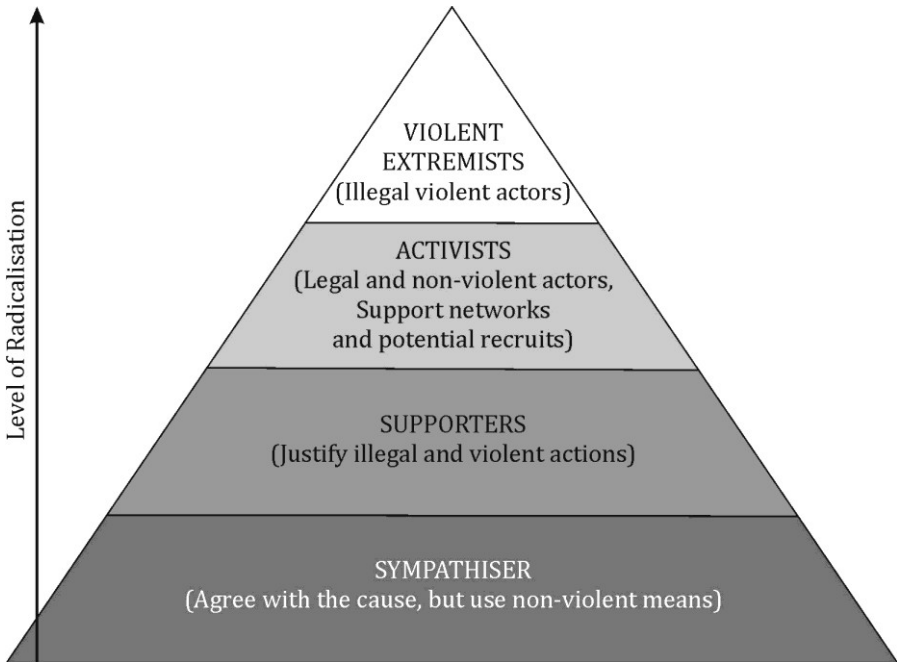 VIOLENT
EXTREMISTS
(Illegal violent actors)
ACTIVISTS
(Legal and non-violent actors,
Support networks
and potential recruits)
SUPPORTERS
(Justify illegal and violent actions)
SYMPATHISER
(Agree with the cause, but use non-violent means)
Level of Radicalisation